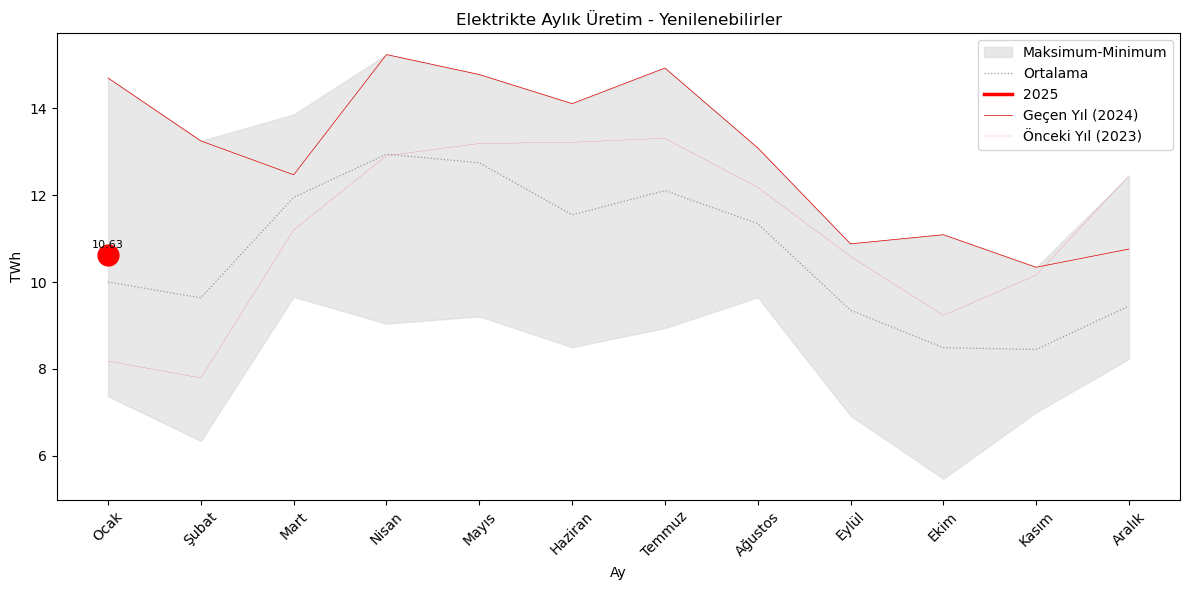 Elektrikte Aylık Üretim - Yenilenebilirler
Maksimum-Minimum
Ortalama
2025
Geçen Yıl (2024)
Önceki Yıl (2023)
14
12
10
8
6
TWh
10.63
Ocak
Şubat
Mart
Nisan
Mayıs
Haziran
Temmuz
Ağustos
Eylül
Ekim
Kasım
Aralık
Ay